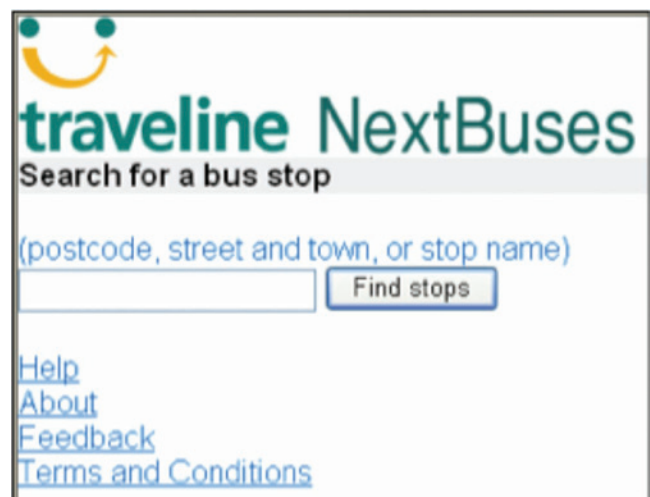 traveline NextBuses
Search for a bus stop
(postcode, street and town, or stop name)
Find stops
Help
About
Feedback
Terms and Conditions